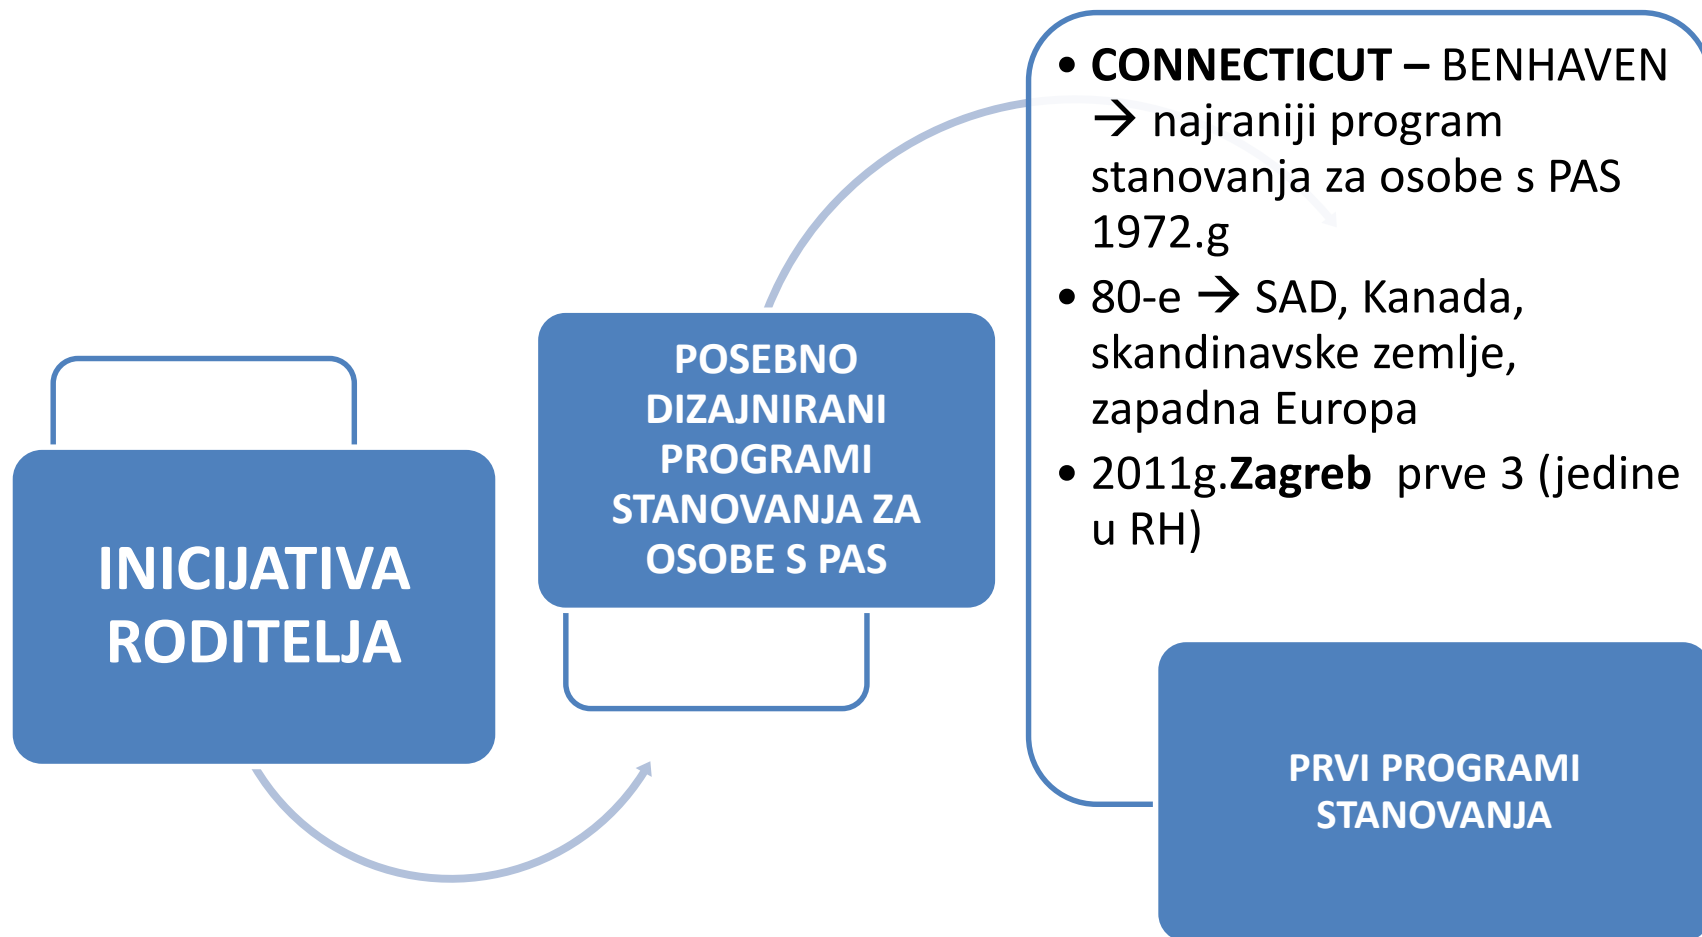 INICIJATIVA
RODITELJA
POSEBNO
DIZAJNIRANI
PROGRAMI
STANOVANJA ZA
OSOBE S PAS
• CONNECTICUT – BENHAVEN
→ najraniji program
stanovanja za osobe s PAS
1972.g
• 80-e → SAD, Kanada,
skandinavske zemlje,
zapadna Europa
• 2011g.Zagreb prve 3 (jedine
u RH)
PRVI PROGRAMI
STANOVANJA